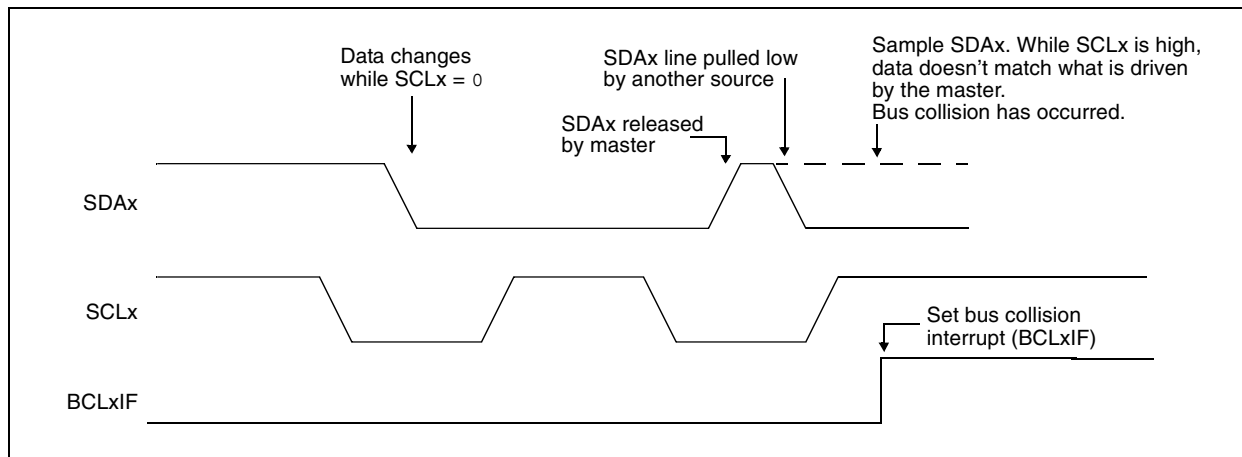 Data changes
while SCLx = 0
SDAx line pulled low
by another source
Sample SDAx. While SCLx is high,
data doesn't match what is driven
by the master.
Bus collision has occurred.
SDAx released
by master
SDAx
SCLx
Set bus collision
interrupt (BCLxIF)
BCLxIF